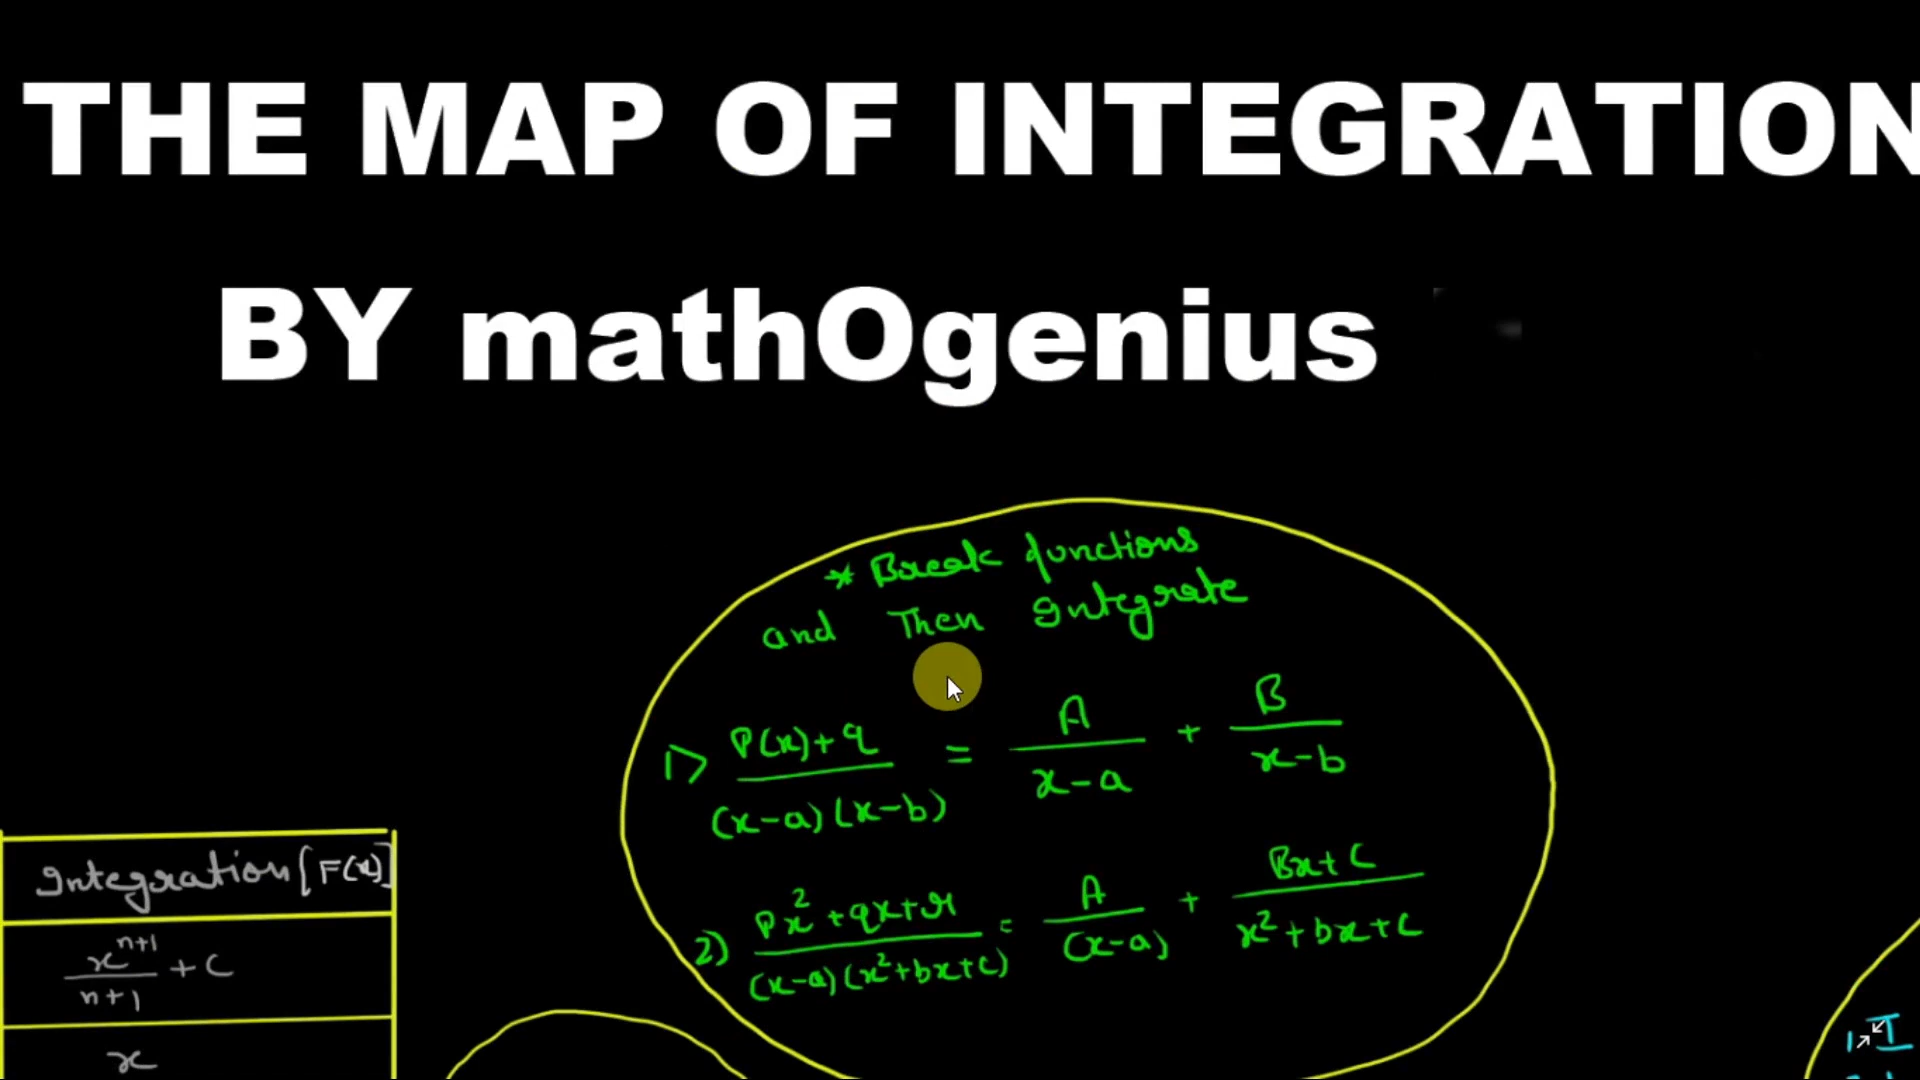 THE MAP OF INTEGRATION
BY mathOgenius
* Break functions
and Then Integrate
1> P(x)+q / (x-a)(x-b) = A / x-a + B / x-b
2) Px²+qx+r / (x-a)(x²+bx+c) = A / (x-a) + Bx+C / x²+bx+c
Integration [F(x)]
x^(n+1) / n+1 + c
x